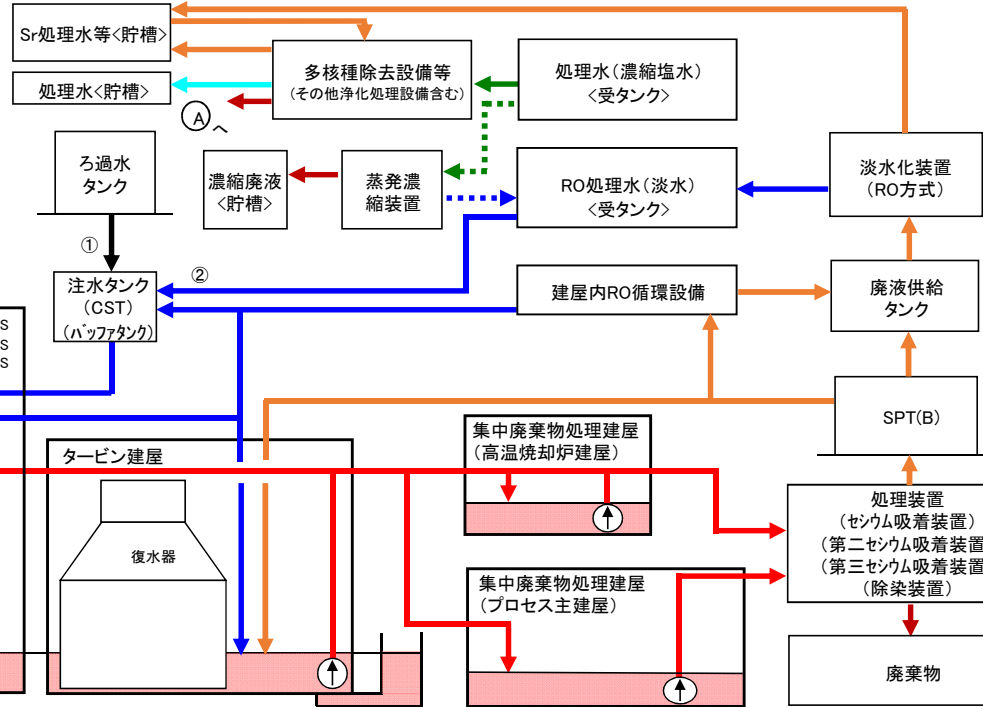 Sr処理水等<貯槽>
処理水<貯槽>
多核種除去設備等
(その他浄化処理設備含む)
処理水(濃縮塩水)
<受タンク>
A へ
ろ過水
タンク
濃縮廃液
<貯槽>
蒸発濃
縮装置
RO処理水(淡水)
<受タンク>
淡水化装置
(RO方式)
①
②
注水タンク
(CST)
(バッファタンク)
建屋内RO循環設備
廃液供給
タンク
S
S
S
SPT(B)
タービン建屋
復水器
集中廃棄物処理建屋
(高温焼却炉建屋)
集中廃棄物処理建屋
(プロセス主建屋)
処理装置
(セシウム吸着装置)
(第二セシウム吸着装置
(第三セシウム吸着装置
(除染装置)
廃棄物